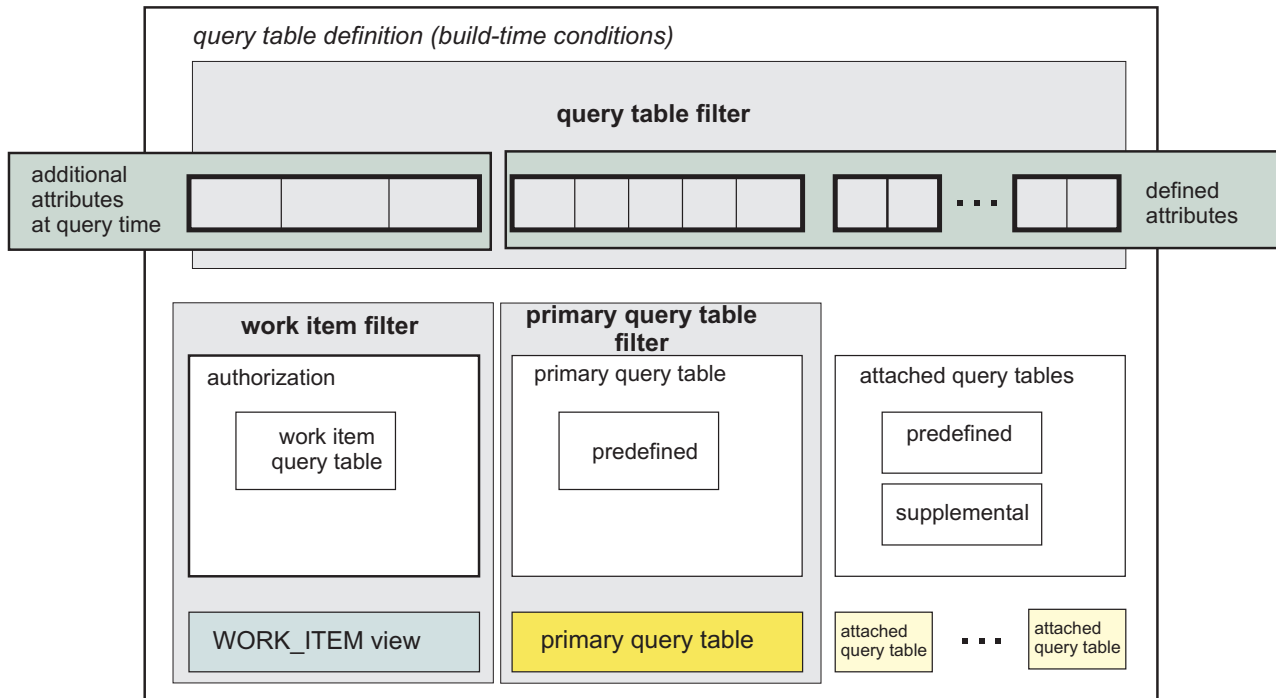 query table definition (build-time conditions)
query table filter
additional
attributes
at query time
defined
attributes
work item filter
authorization
work item
query table
WORK_ITEM view
primary query table
filter
primary query table
predefined
primary query table
attached query tables
predefined
supplemental
attached
query table
attached
query table